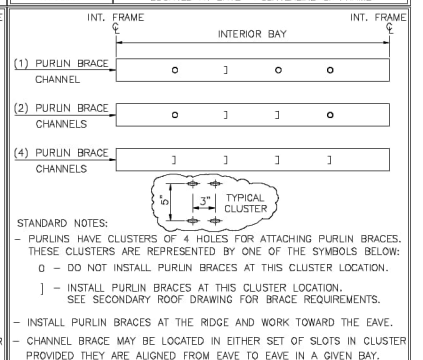 INT. FRAME INT. FRAME
℄ ℄
INTERIOR BAY
(1) PURLIN BRACE
CHANNEL
O ] O O
(2) PURLIN BRACE
CHANNELS
O ] ] O
(4) PURLIN BRACE
CHANNELS
] ] ] ]
5" 3" TYPICAL
CLUSTER
STANDARD NOTES:
- PURLINS HAVE CLUSTERS OF 4 HOLES FOR ATTACHING PURLIN BRACES.
THESE CLUSTERS ARE REPRESENTED BY ONE OF THE SYMBOLS BELOW:
O - DO NOT INSTALL PURLIN BRACES AT THIS CLUSTER LOCATION.
] - INSTALL PURLIN BRACES AT THIS CLUSTER LOCATION.
SEE SECONDARY ROOF DRAWING FOR BRACE REQUIREMENTS.
- INSTALL PURLIN BRACES AT THE RIDGE AND WORK TOWARD THE EAVE.
- CHANNEL BRACE MAY BE LOCATED IN EITHER SET OF SLOTS IN CLUSTER
PROVIDED THEY ARE ALIGNED FROM EAVE TO EAVE IN A GIVEN BAY.